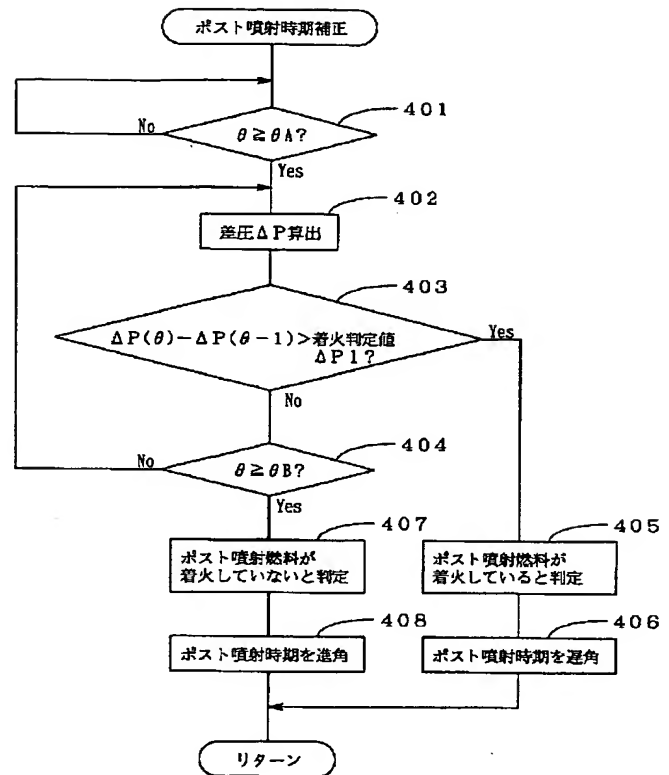 ポスト噴射時期補正
401
θ≧θA?
No
Yes
402
差圧ΔP算出
403
ΔP(θ)-ΔP(θ-1)>着火判定値
ΔP1?
Yes
No
404
θ≧θB?
No
Yes
407
ポスト噴射燃料が
着火していないと判定
405
ポスト噴射燃料が
着火していると判定
408
ポスト噴射時期を進角
406
ポスト噴射時期を遅角
リターン